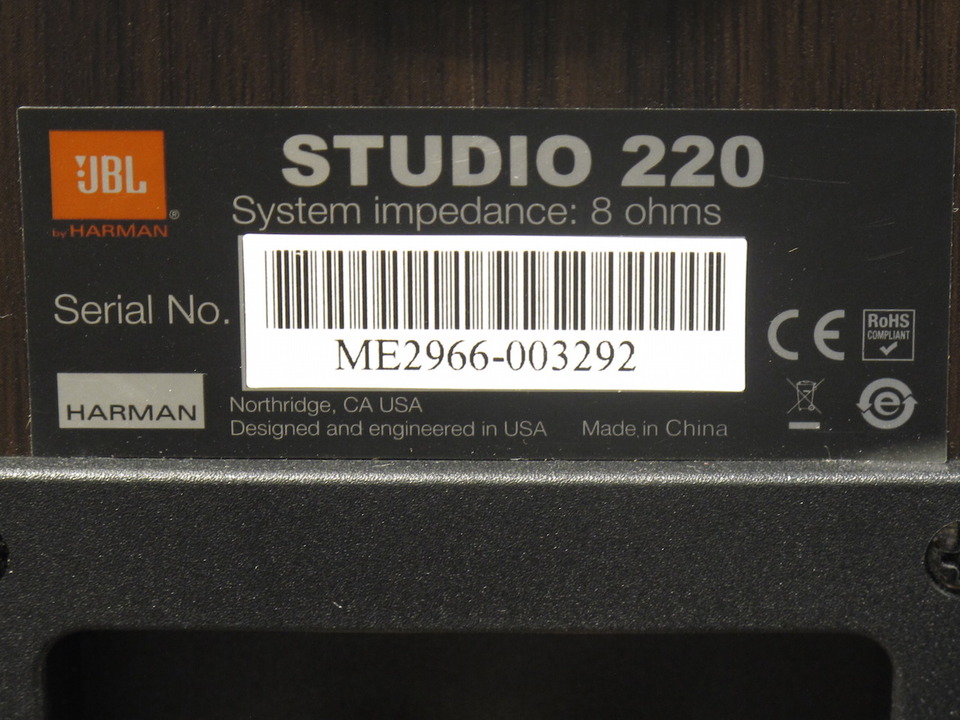 JBL
®
by HARMAN
STUDIO 220
System impedance: 8 ohms
Serial No.
ME2966-003292
CE
RoHS
COMPLIANT
HARMAN
Northridge, CA USA
Designed and engineered in USA Made in China
e